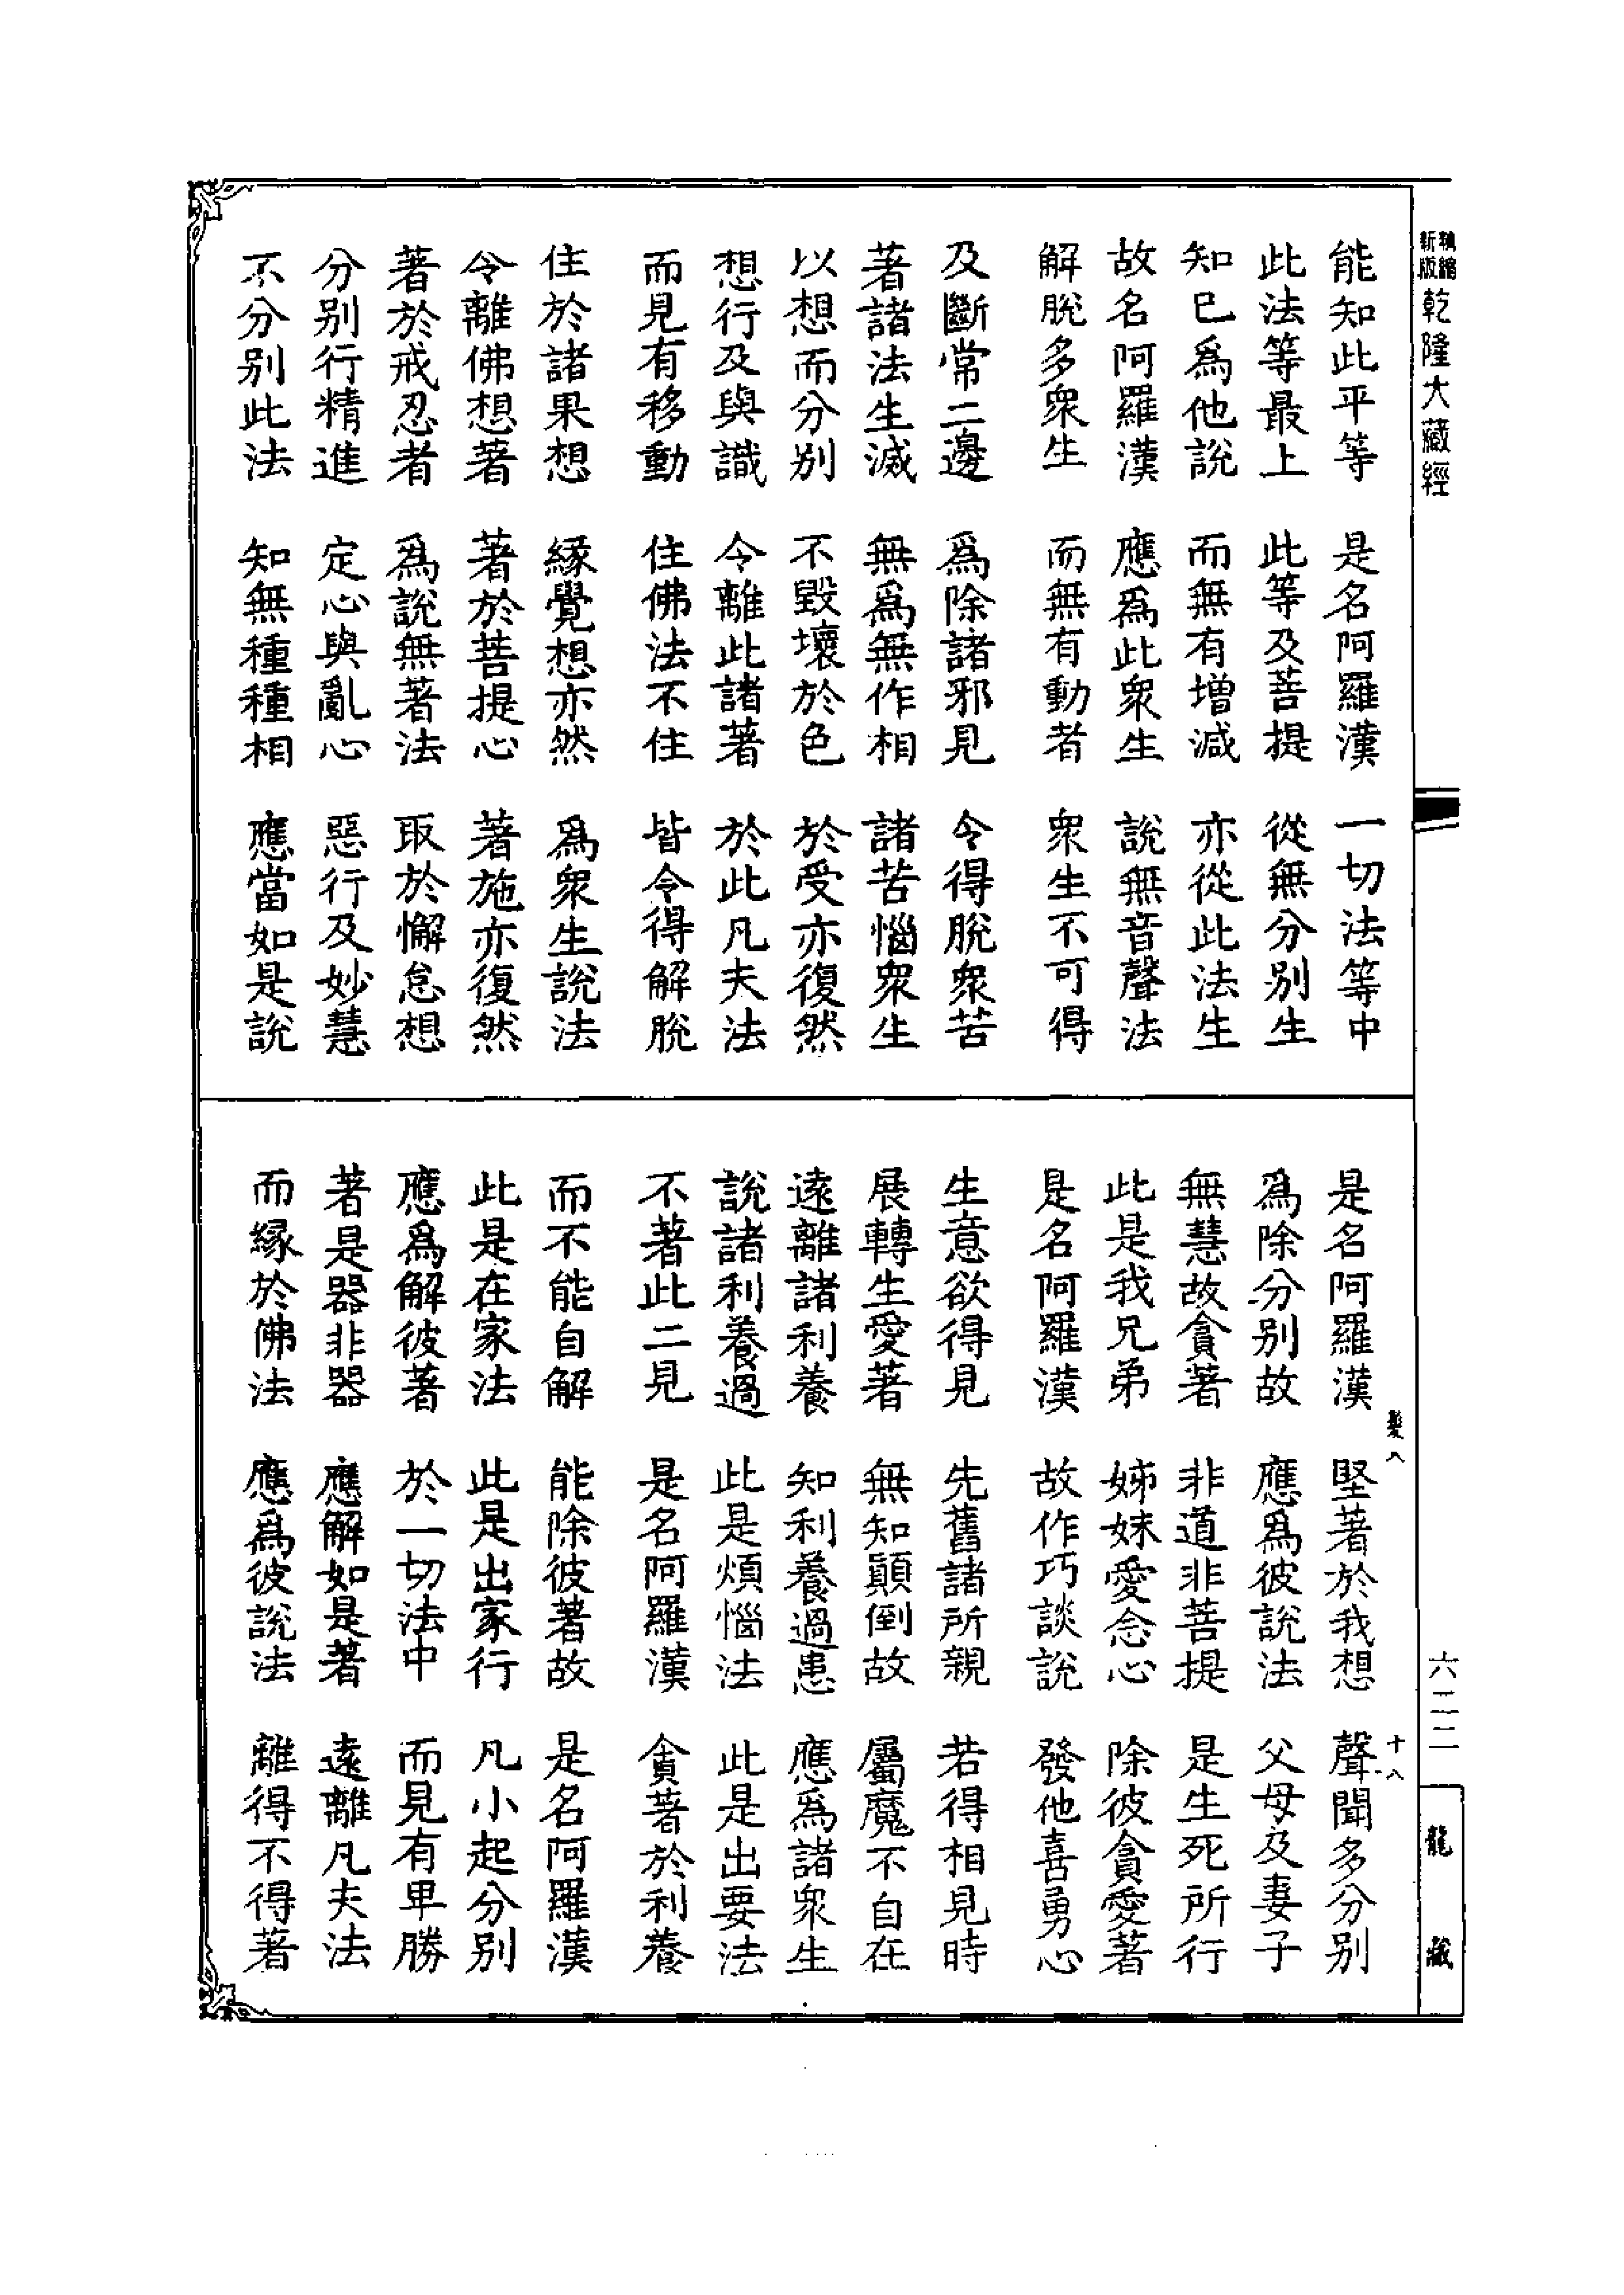 新版
乾隆大藏經
能知此平等　是名阿羅漢　一切法等中
此法等最上　此等及菩提　從無分別生
知已爲他說　而無有增減　亦從此法生
故名阿羅漢　應爲此衆生　說無音聲法
解脫多衆生　而無有動者　衆生不可得
及斷常二邊　爲除諸邪見　令得脫衆苦
著諸法生滅　無爲無作相　諸苦惱衆生
以想而分別　不毀壞於色　於受亦復然
想行及與識　令離此諸著　於此凡夫法
而見有移動　住佛法不住　皆令得解脫
住於諸果想　緣覺想亦然　爲衆生說法
令離佛想著　著於菩提心　著施亦復然
著於戒忍者　爲說無著法　取於懈怠想
分別行精進　定心與亂心　惡行及妙慧
不分別此法　知無種種相　應當如是說
是名阿羅漢　堅著於我想　聲聞多分別
爲除分別故　應爲彼說法　父母及妻子
無慧故貪著　非道非菩提　是生死所行
此是我兄弟　姊妹愛念心　除彼貪愛著
是名阿羅漢　故作巧談說　發他喜勇心
生意欲得見　先舊諸所親　若得相見時
展轉生愛著　無知顛倒故　屬魔不自在
遠離諸利養　知利養過患　應爲諸衆生
說諸利養過　此是煩惱法　此是出要法
不著此二見　是名阿羅漢　貪著於利養
而不能自解　能除彼著故　是名阿羅漢
此是在家法　此是出家行　凡小起分別
應爲解彼著　於一切法中　而見有卑勝
著是器非器　應解如是著　遠離凡夫法
而緣於佛法　應爲彼說法　離得不得著
髮八　十八
六二二
龍藏